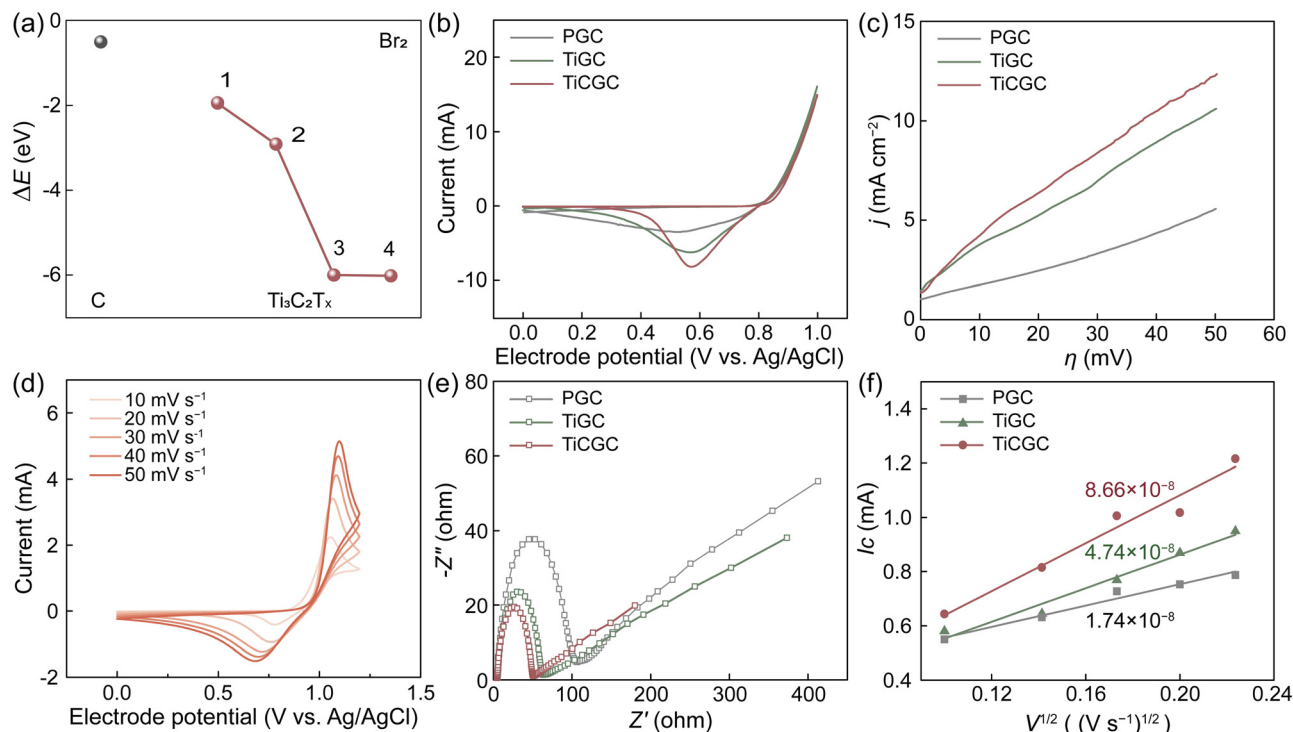 (a)
0
-2
-4
-6
ΔE (eV)
Br₂
1
2
3
4
C
Ti₃C₂Tₓ
(b)
PGC
TiGC
TiCGC
20
10
0
-10
Current (mA)
0.0
0.2
0.4
0.6
0.8
1.0
Electrode potential (V vs. Ag/AgCl)
(c)
PGC
TiGC
TiCGC
15
10
5
0
j (mA cm⁻²)
0
10
20
30
40
50
60
η (mV)
(d)
10 mV s⁻¹
20 mV s⁻¹
30 mV s⁻¹
40 mV s⁻¹
50 mV s⁻¹
6
4
2
0
-2
Current (mA)
0.0
0.5
1.0
1.5
Electrode potential (V vs. Ag/AgCl)
(e)
PGC
TiGC
TiCGC
80
60
40
20
0
-Z" (ohm)
0
100
200
300
400
Z' (ohm)
(f)
PGC
TiGC
TiCGC
1.4
1.2
1.0
0.8
0.6
0.4
Ic (mA)
8.66×10⁻⁸
4.74×10⁻⁸
1.74×10⁻⁸
0.12
0.16
0.20
0.24
V¹ᐟ² ( (V s⁻¹)¹ᐟ²)